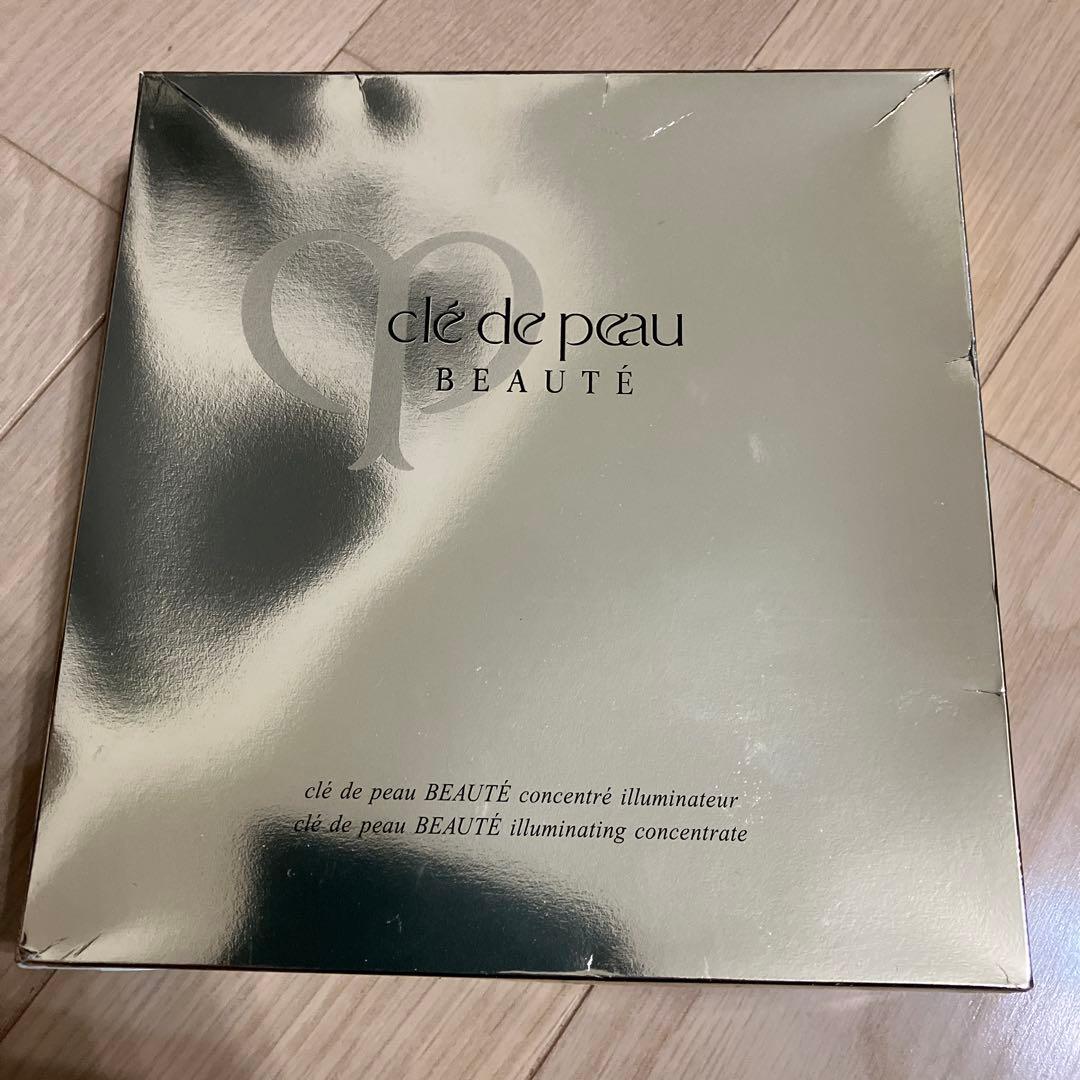 clé de peau
BEAUTÉ
clé de peau BEAUTÉ concentré illuminateur
clé de peau BEAUTÉ illuminating concentrate